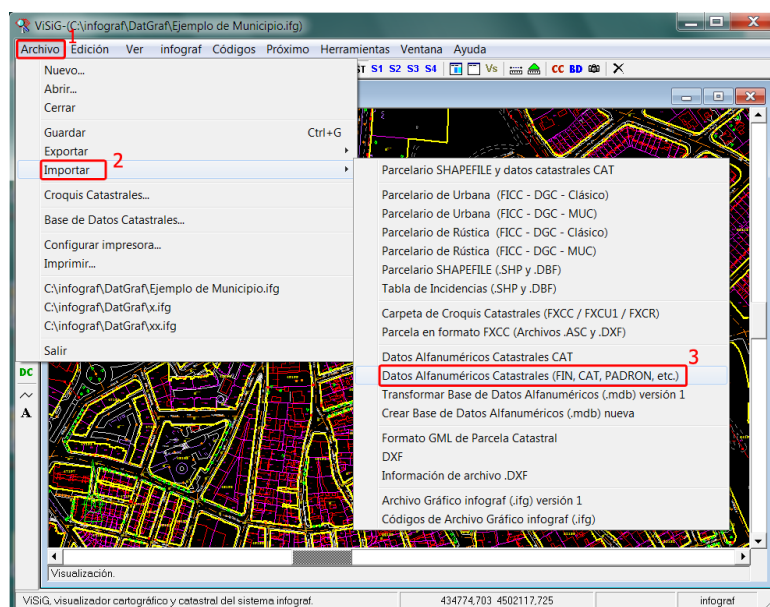 ViSiG-(C:\infograf\DatGraf\Ejemplo de Municipio.ifg)
1
Archivo Edición Ver infograf Códigos Próximo Herramientas Ventana Ayuda
S1 S2 S3 S4 Vs CC BD
Nuevo...
Abrir...
Cerrar
Guardar Ctrl+G
Exportar
Importar
2
Croquis Catastrales...
Base de Datos Catastrales...
Configurar impresora...
Imprimir...
C:\infograf\DatGraf\Ejemplo de Municipio.ifg
C:\infograf\DatGraf\x.ifg
C:\infograf\DatGraf\xx.ifg
Salir
Parcelario SHAPEFILE y datos catastrales CAT
Parcelario de Urbana (FICC - DGC - Clásico)
Parcelario de Urbana (FICC - DGC - MUC)
Parcelario de Rústica (FICC - DGC - Clásico)
Parcelario de Rústica (FICC - DGC - MUC)
Parcelario SHAPEFILE (.SHP y .DBF)
Tabla de Incidencias (.SHP y .DBF)
Carpeta de Croquis Catastrales (FXCC / FXCU1 / FXCR)
Parcela en formato FXCC (Archivos .ASC y .DXF)
Datos Alfanuméricos Catastrales CAT
3
Datos Alfanuméricos Catastrales (FIN, CAT, PADRON, etc.)
Transformar Base de Datos Alfanuméricos (.mdb) versión 1
Crear Base de Datos Alfanuméricos (.mdb) nueva
Formato GML de Parcela Catastral
DXF
Información de archivo .DXF
Archivo Gráfico infograf (.ifg) versión 1
Códigos de Archivo Gráfico infograf (.ifg)
DC
A
Visualización.
ViSiG, visualizador cartográfico y catastral del sistema infograf. 434774,703 4502117,725 infograf